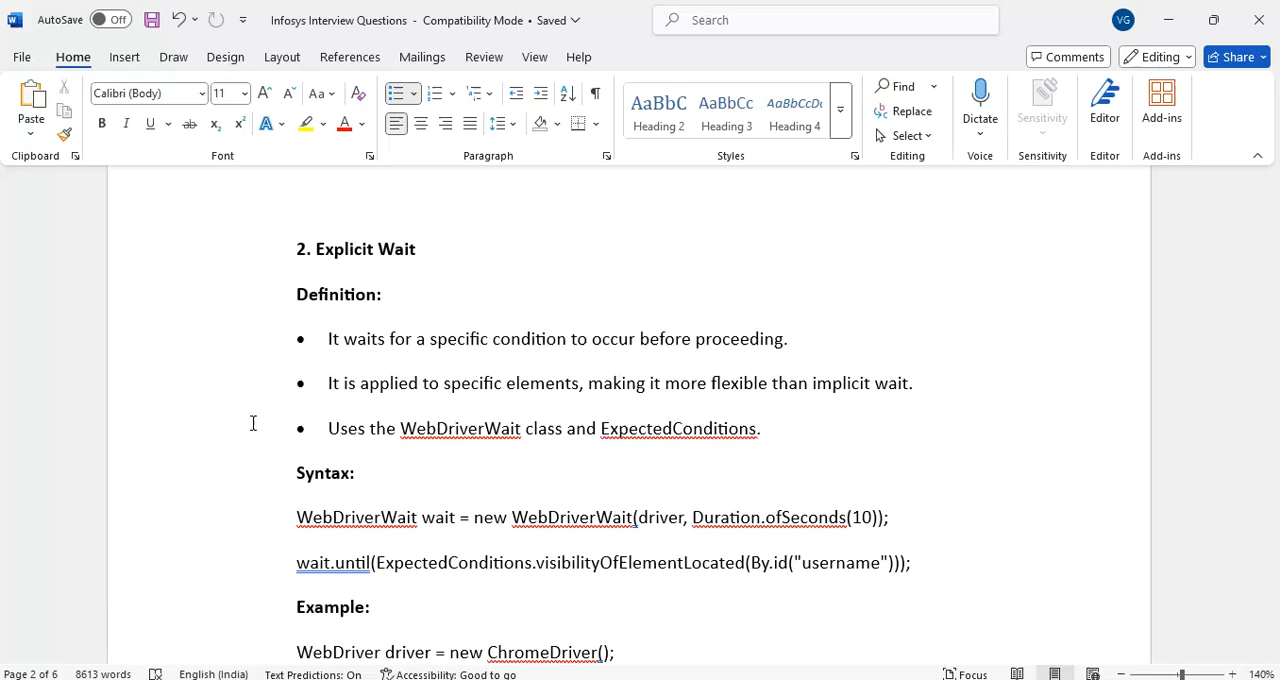 AutoSave Off Infosys Interview Questions - Compatibility Mode • Saved Search VG
File Home Insert Draw Design Layout References Mailings Review View Help Comments Editing Share
Paste Calibri (Body) 11 A A Aa A AaBbC AaBbCc AaBbCcDc Find Dictate Sensitivity Editor Add-ins
B I U ab x2 x2 A A Heading 2 Heading 3 Heading 4 Replace
Select
Clipboard Font Paragraph Styles Editing Voice Sensitivity Editor Add-ins
2. Explicit Wait
Definition:
• It waits for a specific condition to occur before proceeding.
• It is applied to specific elements, making it more flexible than implicit wait.
• Uses the WebDriverWait class and ExpectedConditions.
Syntax:
WebDriverWait wait = new WebDriverWait(driver, Duration.ofSeconds(10));
wait.until(ExpectedConditions.visibilityOfElementLocated(By.id("username")));
Example:
WebDriver driver = new ChromeDriver();
Page 2 of 6 8613 words English (India) Text Predictions: On Accessibility: Good to go Focus 140%